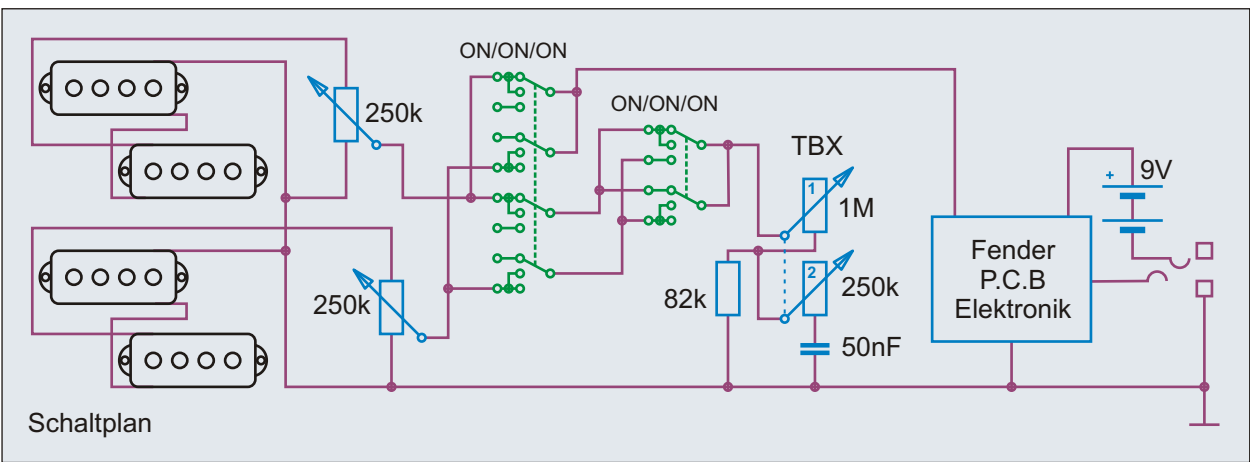 ON/ON/ON
250k
ON/ON/ON
TBX
1
1M
82k
2
250k
50nF
250k
+
9V
Fender
P.C.B
Elektronik
Schaltplan